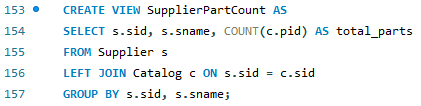 153 CREATE VIEW SupplierPartCount AS
154 SELECT s.sid, s.sname, COUNT(c.pid) AS total_parts
155 FROM Supplier s
156 LEFT JOIN Catalog c ON s.sid = c.sid
157 GROUP BY s.sid, s.sname;